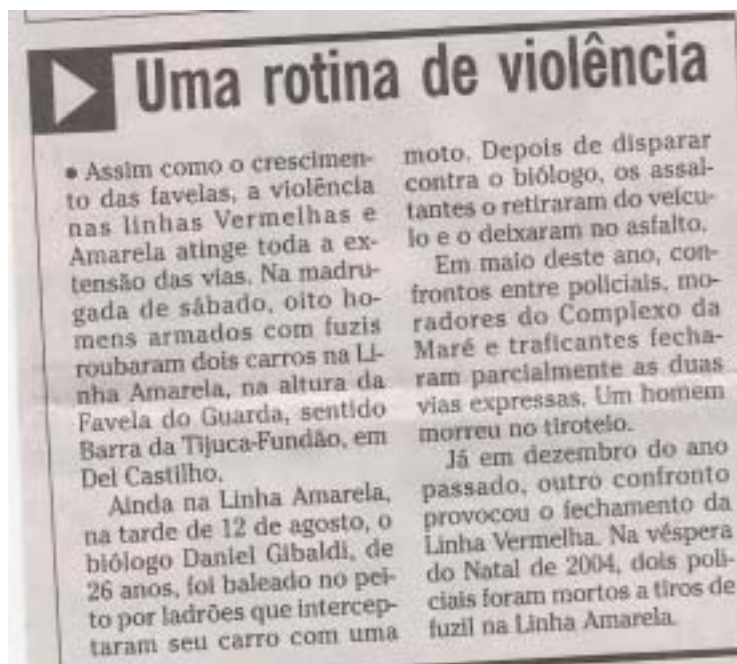 Uma rotina de violência
• Assim como o crescimen-
to das favelas, a violência
nas linhas Vermelhas e
Amarela atinge toda a ex-
tensão das vias. Na madru-
gada de sábado, oito ho-
mens armados com fuzis
roubaram dois carros na Li-
nha Amarela, na altura da
Favela do Guarda, sentido
Barra da Tijuca-Fundão, em
Del Castilho.
Ainda na Linha Amarela,
na tarde de 12 de agosto, o
biólogo Daniel Gibaldi, de
26 anos, foi baleado no pei-
to por ladrões que intercep-
taram seu carro com uma
moto. Depois de disparar
contra o biólogo, os assal-
tantes o retiraram do veícu-
lo e o deixaram no asfalto.
Em maio deste ano, con-
frontos entre policiais, mo-
radores do Complexo da
Maré e traficantes fecha-
ram parcialmente as duas
vias expressas. Um homem
morreu no tiroteio.
Já em dezembro do ano
passado, outro confronto
provocou o fechamento da
Linha Vermelha. Na véspera
do Natal de 2004, dois poli-
ciais foram mortos a tiros de
fuzil na Linha Amarela.